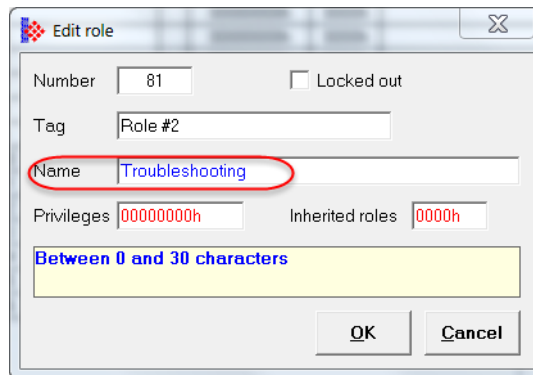 Edit role
Number 81 Locked out
Tag Role #2
Name Troubleshooting
Privileges 00000000h Inherited roles 0000h
Between 0 and 30 characters
OK Cancel